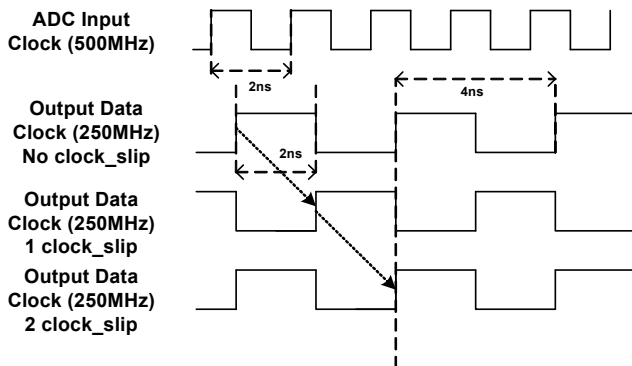 ADC Input
Clock (500MHz)
2ns
4ns
Output Data
Clock (250MHz)
No clock_slip
2ns
Output Data
Clock (250MHz)
1 clock_slip
Output Data
Clock (250MHz)
2 clock_slip